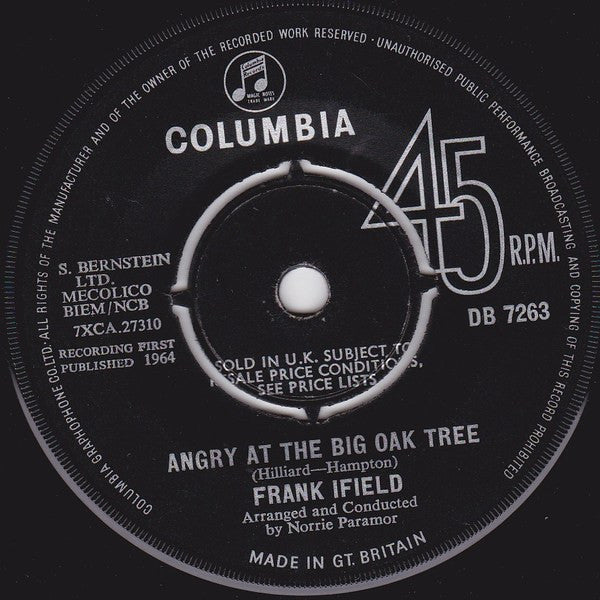 COLUMBIA GRAPHOPHONE CO. LTD. ALL RIGHTS OF THE MANUFACTURER AND OF THE OWNER OF THE RECORDED WORK RESERVED · UNAUTHORISED PUBLIC PERFORMANCE BROADCASTING AND COPYING OF THIS RECORD PROHIBITED
Columbia
Records
MAGIC NOTES
TRADE MARK
COLUMBIA
45
R.P.M.
DB 7263
S. BERNSTEIN
LTD.
MECOLICO
BIEM/NCB
7XCA.27310
RECORDING FIRST
PUBLISHED 1964
SOLD IN U.K. SUBJECT TO
RESALE PRICE CONDITIONS,
SEE PRICE LISTS
ANGRY AT THE BIG OAK TREE
(Hilliard—Hampton)
FRANK IFIELD
Arranged and Conducted
by Norrie Paramor
MADE IN GT. BRITAIN